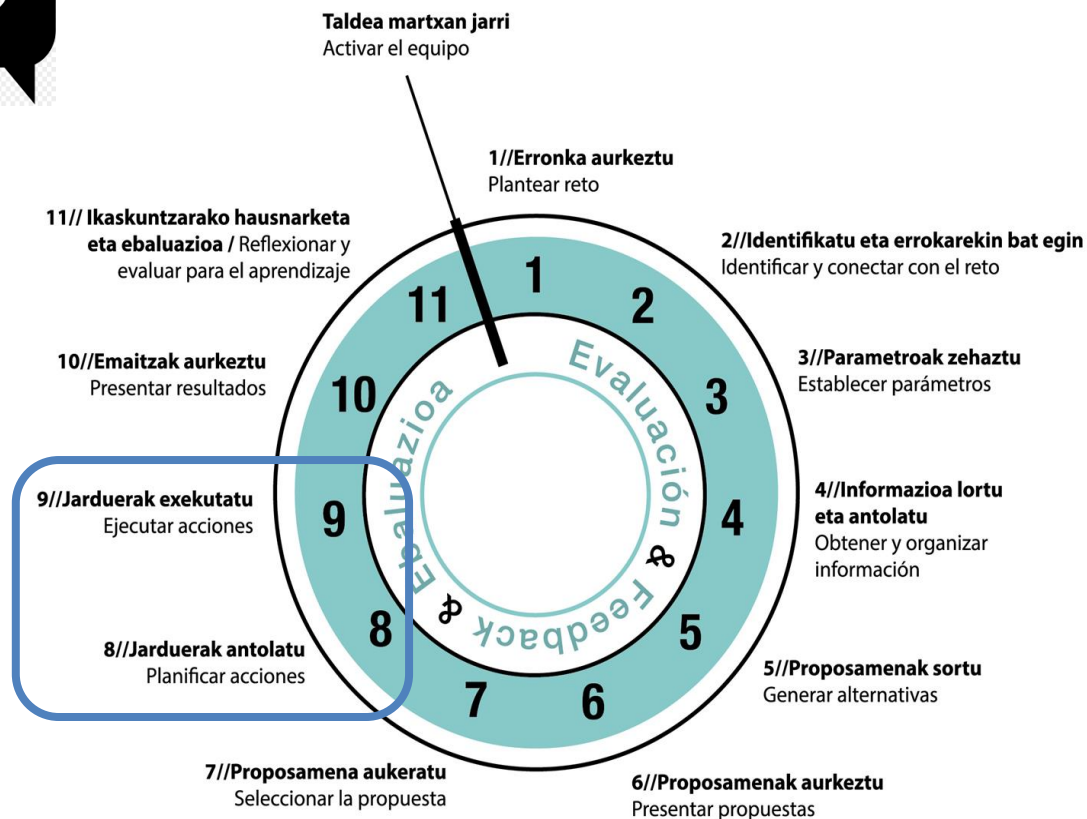 Taldea martxan jarri
Activar el equipo
1//Erronka aurkeztu
Plantear reto
2//Identifikatu eta errokarekin bat egin
Identificar y conectar con el reto
3//Parametroak zehaztu
Establecer parámetros
4//Informazioa lortu
eta antolatu
Obtener y organizar
información
5//Proposamenak sortu
Generar alternativas
6//Proposamenak aurkeztu
Presentar propuestas
7//Proposamena aukeratu
Seleccionar la propuesta
8//Jarduerak antolatu
Planificar acciones
9//Jarduerak exekutatu
Ejecutar acciones
10//Emaitzak aurkeztu
Presentar resultados
11// Ikaskuntzarako hausnarketa
eta ebaluazioa / Reflexionar y
evaluar para el aprendizaje
1
2
3
4
5
6
7
8
9
10
11
Evaluación & Feedback & Ebaluazioa